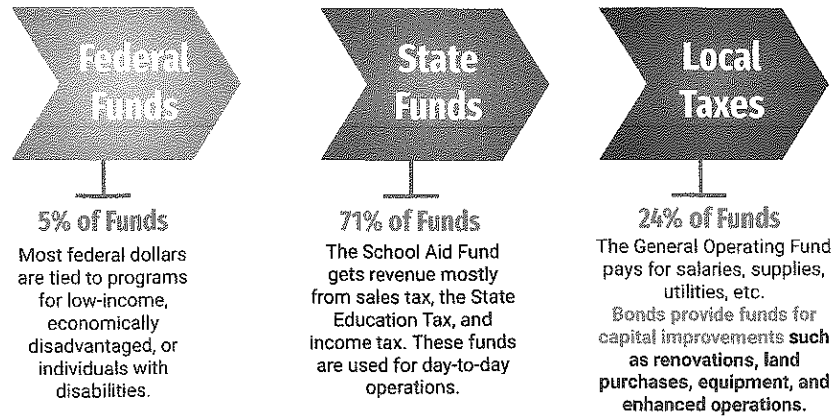 Federal
Funds
5% of Funds
Most federal dollars
are tied to programs
for low-income,
economically
disadvantaged, or
individuals with
disabilities.
State
Funds
71% of Funds
The School Aid Fund
gets revenue mostly
from sales tax, the State
Education Tax, and
income tax. These funds
are used for day-to-day
operations.
Local
Taxes
24% of Funds
The General Operating Fund
pays for salaries, supplies,
utilities, etc.
Bonds provide funds for
capital improvements such
as renovations, land
purchases, equipment, and
enhanced operations.